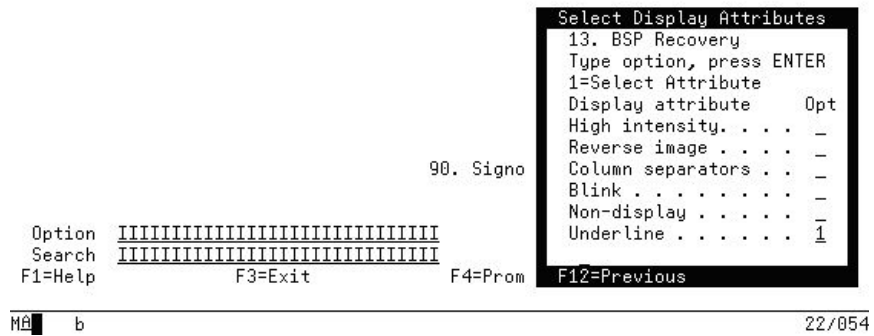 Select Display Attributes
13. BSP Recovery
Type option, press ENTER
1=Select Attribute
Display attribute Opt
High intensity. . . . _
Reverse image . . . . _
90. Signo Column separators . . _
Blink . . . . . . . . _
Non-display . . . . . _
Option IIIIIIIIIIIIIIIIIIIIIIIIIIIIII Underline . . . . . . 1
Search IIIIIIIIIIIIIIIIIIIIIIIIIIIIII
F1=Help F3=Exit F4=Prom F12=Previous
MA b 22/054